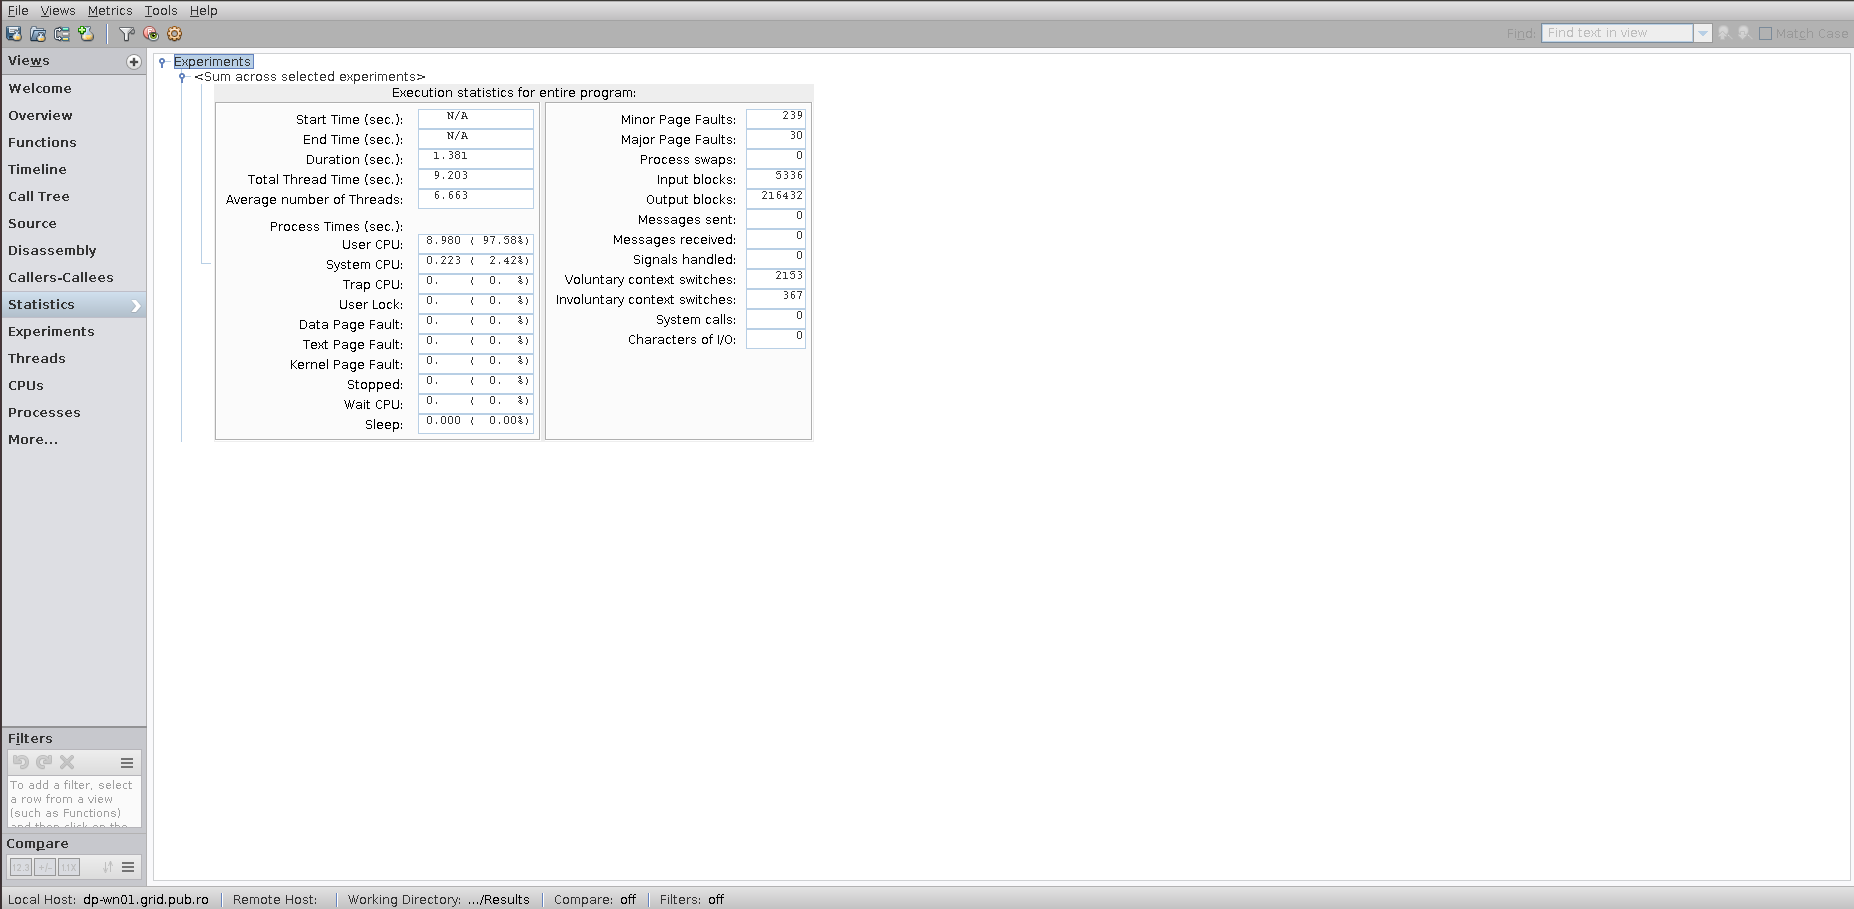 File Views Metrics Tools Help
Find: Find text in view Match Case
Views
Welcome
Overview
Functions
Timeline
Call Tree
Source
Disassembly
Callers-Callees
Statistics
Experiments
Threads
CPUs
Processes
More...
Experiments
<Sum across selected experiments>
Execution statistics for entire program:
Start Time (sec.): N/A
End Time (sec.): N/A
Duration (sec.): 1.381
Total Thread Time (sec.): 9.203
Average number of Threads: 6.663
Process Times (sec.):
User CPU: 8.980 ( 97.58%)
System CPU: 0.223 ( 2.42%)
Trap CPU: 0. ( 0. %)
User Lock: 0. ( 0. %)
Data Page Fault: 0. ( 0. %)
Text Page Fault: 0. ( 0. %)
Kernel Page Fault: 0. ( 0. %)
Stopped: 0. ( 0. %)
Wait CPU: 0. ( 0. %)
Sleep: 0.000 ( 0.00%)
Minor Page Faults: 239
Major Page Faults: 30
Process swaps: 0
Input blocks: 5336
Output blocks: 216432
Messages sent: 0
Messages received: 0
Signals handled: 0
Voluntary context switches: 2153
Involuntary context switches: 367
System calls: 0
Characters of I/O: 0
Filters
To add a filter, select
a row from a view
(such as Functions)
and then click on the
Compare
12.3 +/- 1.1X
Local Host: dp-wn01.grid.pub.ro Remote Host: Working Directory: .../Results Compare: off Filters: off